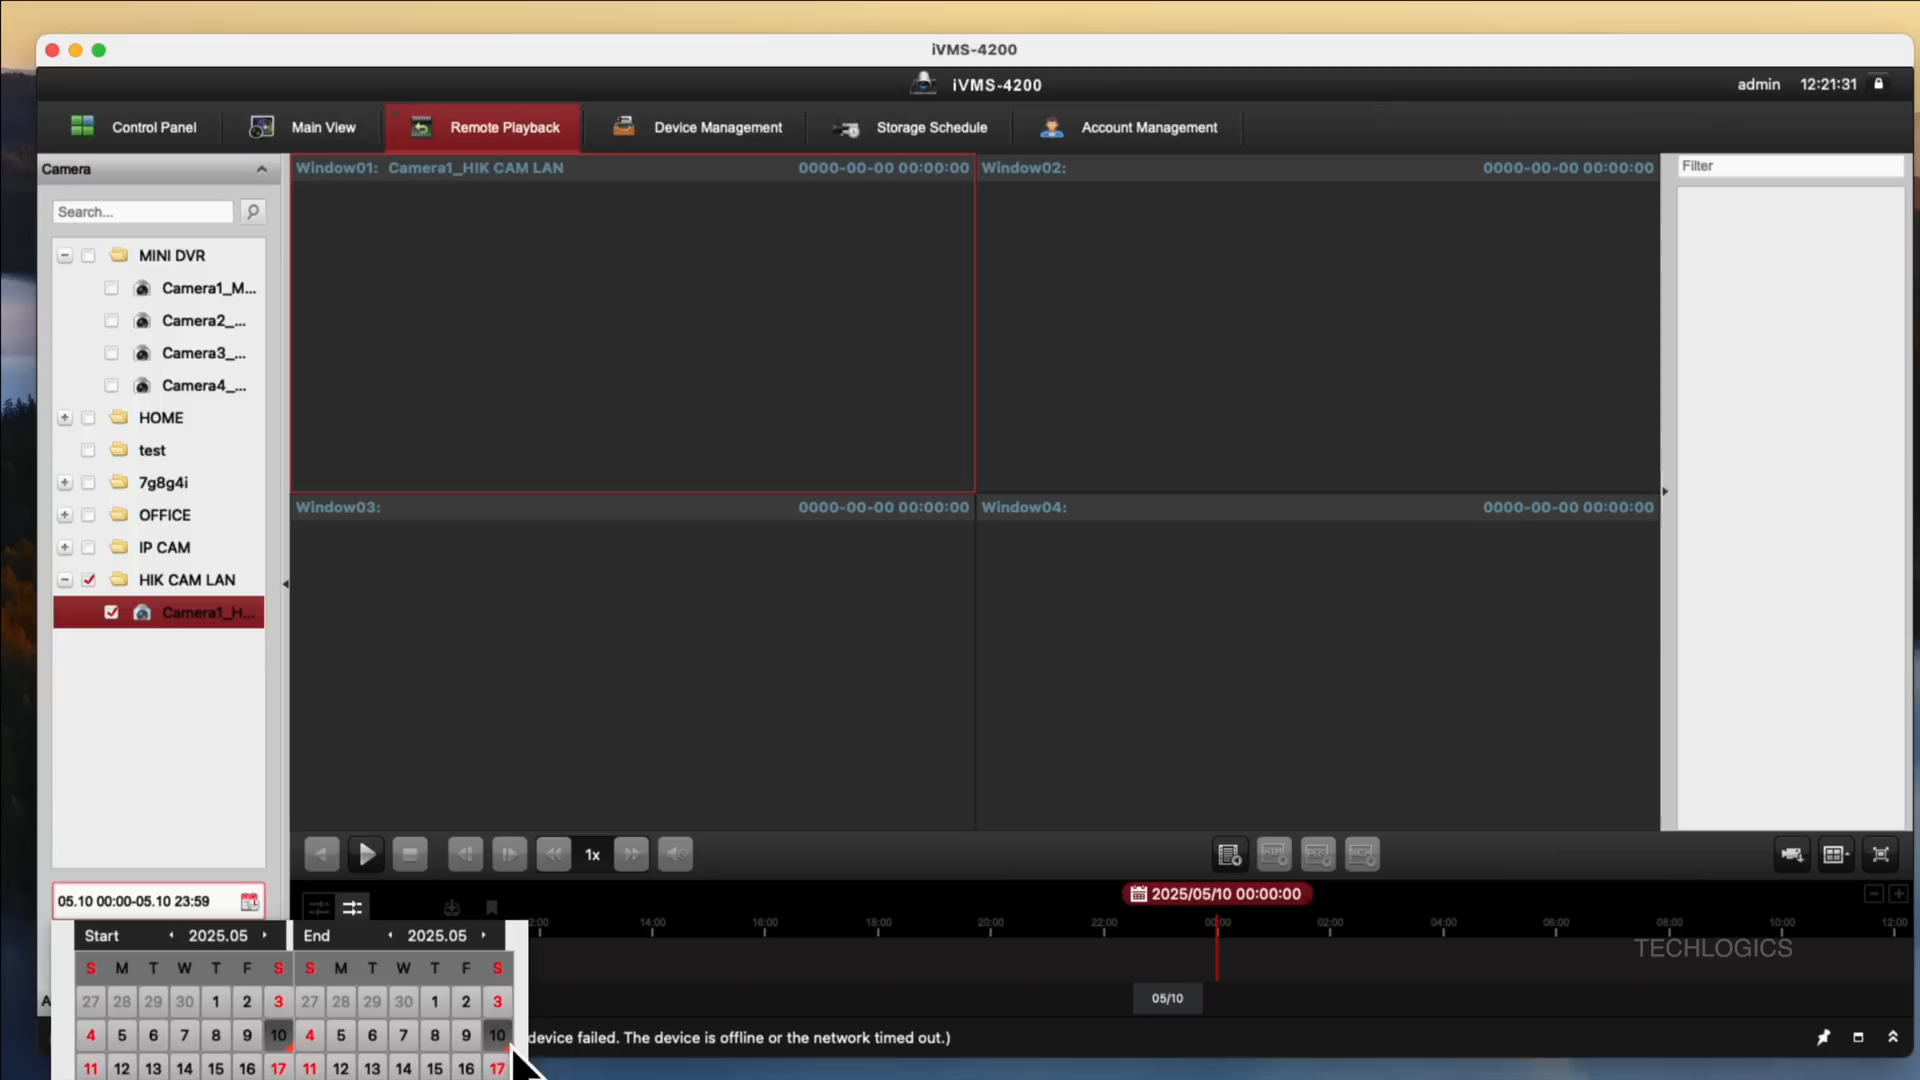 iVMS-4200
iVMS-4200
admin 12:21:31
Control Panel
Main View
Remote Playback
Device Management
Storage Schedule
Account Management
Camera
Search...
MINI DVR
Camera1_M...
Camera2_...
Camera3_...
Camera4_...
HOME
test
7g8g4i
OFFICE
IP CAM
HIK CAM LAN
Camera1_H...
Window01: Camera1_HIK CAM LAN 0000-00-00 00:00:00
Window02: 0000-00-00 00:00:00
Window03: 0000-00-00 00:00:00
Window04: 0000-00-00 00:00:00
Filter
1x
05.10 00:00-05.10 23:59
2025/05/10 00:00:00
14:00 16:00 18:00 20:00 22:00 00:00 02:00 04:00 06:00 08:00 10:00 12:00
TECHLOGICS
05/10
Start 2025.05
S M T W T F S
27 28 29 30 1 2 3
4 5 6 7 8 9 10
11 12 13 14 15 16 17
End 2025.05
S M T W T F S
27 28 29 30 1 2 3
4 5 6 7 8 9 10
11 12 13 14 15 16 17
device failed. The device is offline or the network timed out.)